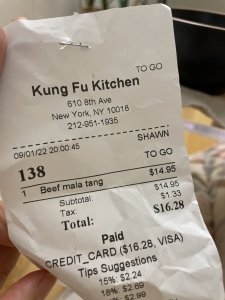 TO GO
Kung Fu Kitchen
610 8th Ave
New York, NY 10018
212-951-1935
09/01/22 20:00:45 SHAWN
138 TO GO
1 Beef mala tang $14.95
Subtotal: $14.95
Tax: $1.33
Total: $16.28
Paid
CREDIT_CARD ($16.28, VISA)
Tips Suggestions
15%: $2.24
18%: $2.69
$2.99